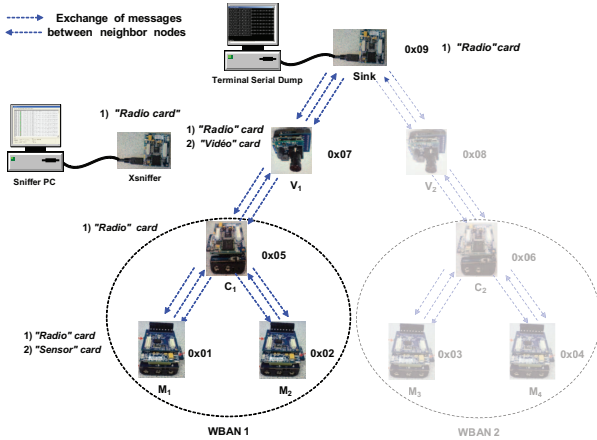 Exchange of messages
between neighbor nodes
Terminal Serial Dump
Sink
0x09
1) "Radio"card
1) "Radio card"
Sniffer PC
Xsniffer
1) "Radio" card
2) "Vidéo" card
0x07
V1
0x08
V2
1) "Radio" card
0x05
C1
0x06
C2
1) "Radio" card
2) "Sensor" card
0x01
M1
0x02
M2
0x03
M3
0x04
M4
WBAN 1
WBAN 2